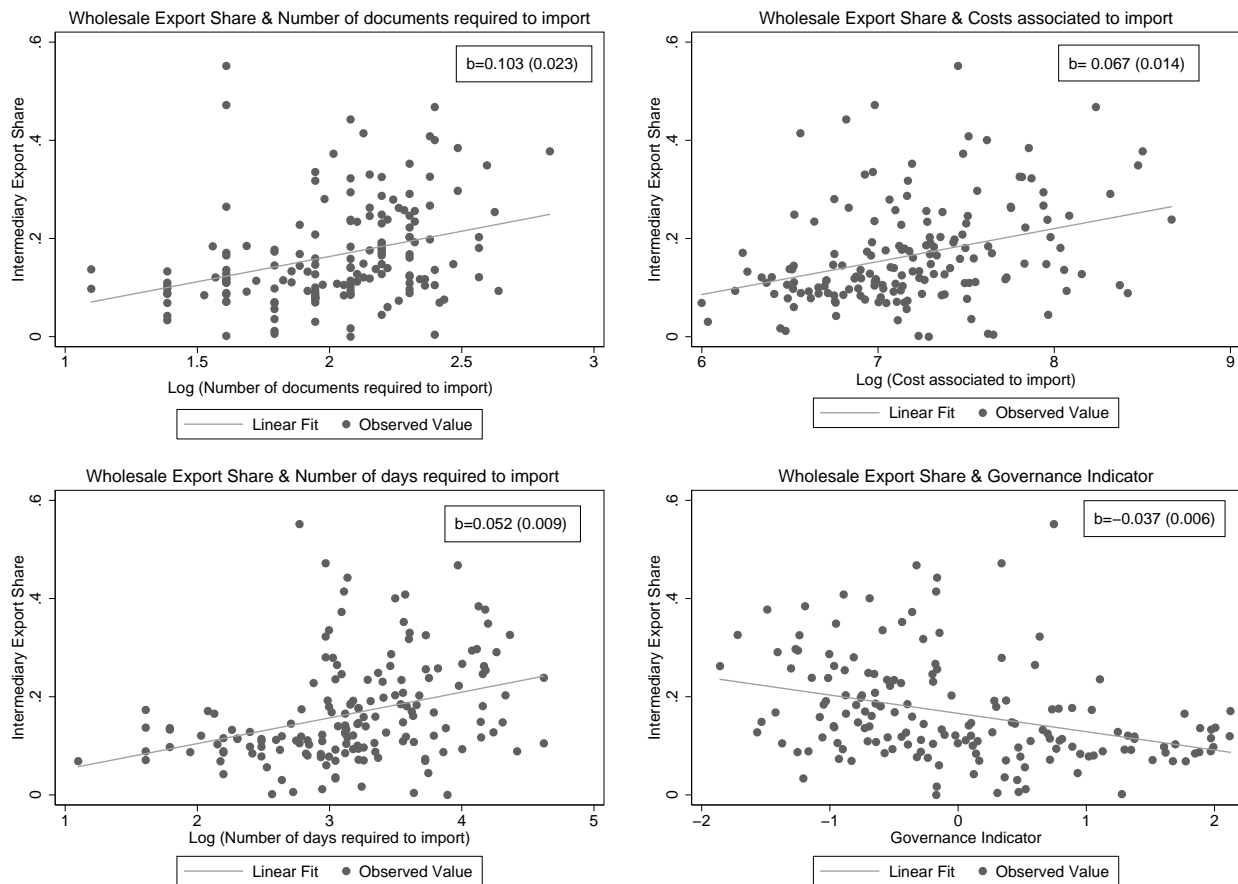 Wholesale Export Share & Number of documents required to import
b=0.103 (0.023)
Intermediary Export Share
.6
.4
.2
0
1 1.5 2 2.5 3
Log (Number of documents required to import)
Linear Fit Observed Value
Wholesale Export Share & Costs associated to import
b= 0.067 (0.014)
Intermediary Export Share
.6
.4
.2
0
6 7 8 9
Log (Cost associated to import)
Linear Fit Observed Value
Wholesale Export Share & Number of days required to import
b=0.052 (0.009)
Intermediary Export Share
.6
.4
.2
0
1 2 3 4 5
Log (Number of days required to import)
Linear Fit Observed Value
Wholesale Export Share & Governance Indicator
b=−0.037 (0.006)
Intermediary Export Share
.6
.4
.2
0
−2 −1 0 1 2
Governance Indicator
Linear Fit Observed Value